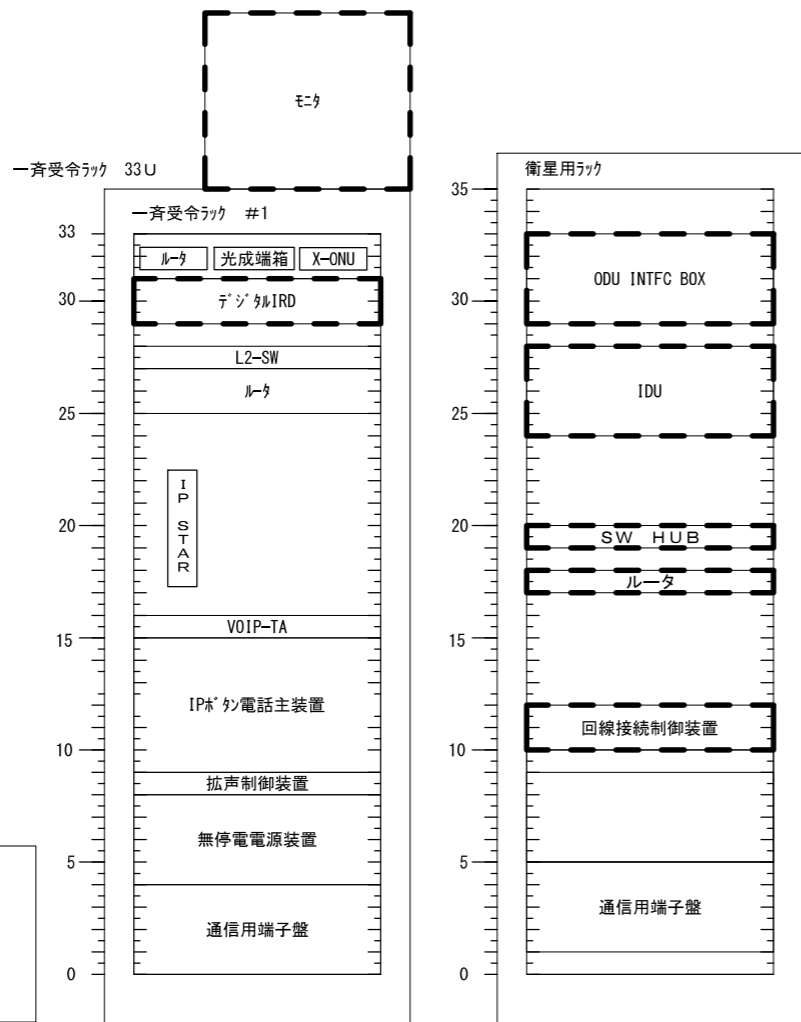 モニタ
一斉受令ラック 33U
一斉受令ラック #1
33
ルータ 光成端箱 X-ONU
30
デジタルIRD
L2-SW
ルータ
25
IP STAR
20
VOIP-TA
15
IPボタン電話主装置
10
拡声制御装置
無停電電源装置
5
通信用端子盤
0
衛星用ラック
35
ODU INTFC BOX
30
IDU
25
20
SW HUB
ルータ
15
回線接続制御装置
10
5
通信用端子盤
0